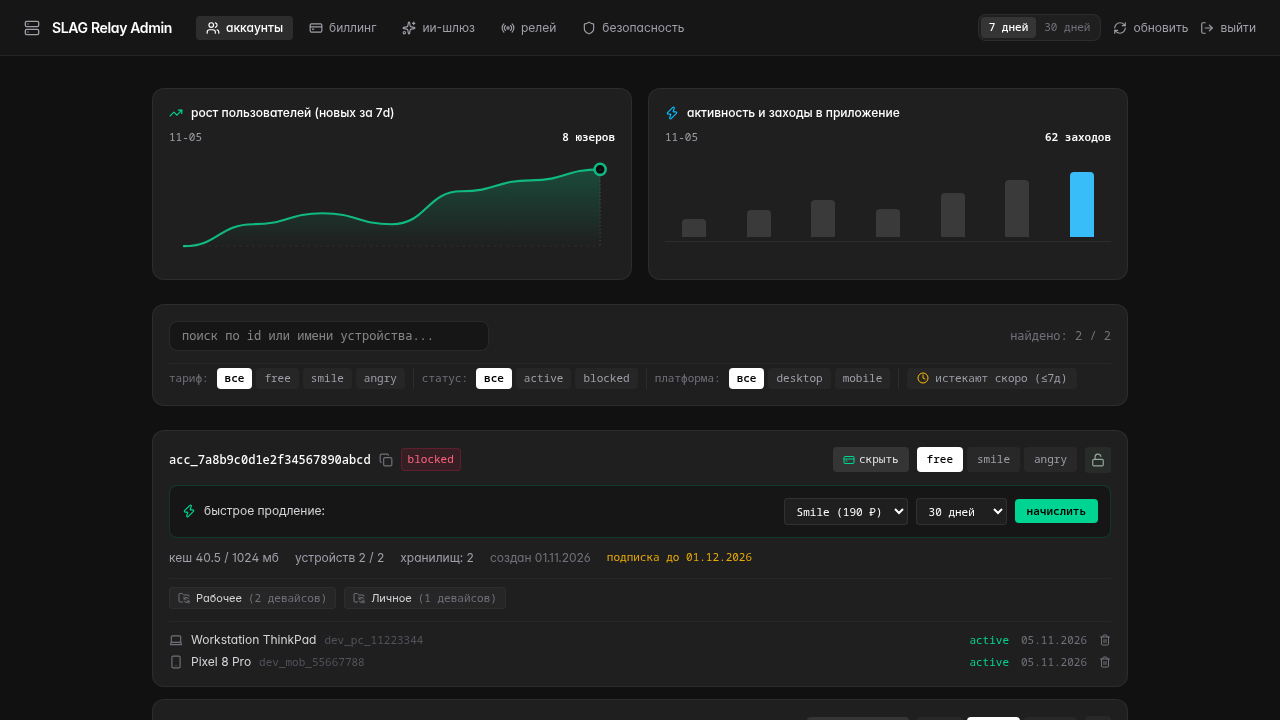 SLAG Relay Admin аккаунты биллинг ии-шлюз релей безопасность 7 дней 30 дней обновить выйти
рост пользователей (новых за 7d)
11-05 8 юзеров
активность и заходы в приложение
11-05 62 заходов
поиск по id или имени устройства... найдено: 2 / 2
тариф: все free smile angry статус: все active blocked платформа: все desktop mobile истекают скоро (≤7д)
acc_7a8b9c0d1e2f34567890abcd blocked скрыть free smile angry
быстрое продление: Smile (190 ₽) 30 дней начислить
кеш 40.5 / 1024 мб устройств 2 / 2 хранилищ: 2 создан 01.11.2026 подписка до 01.12.2026
Рабочее (2 девайсов) Личное (1 девайсов)
Workstation ThinkPad dev_pc_11223344 active 05.11.2026
Pixel 8 Pro dev_mob_55667788 active 05.11.2026